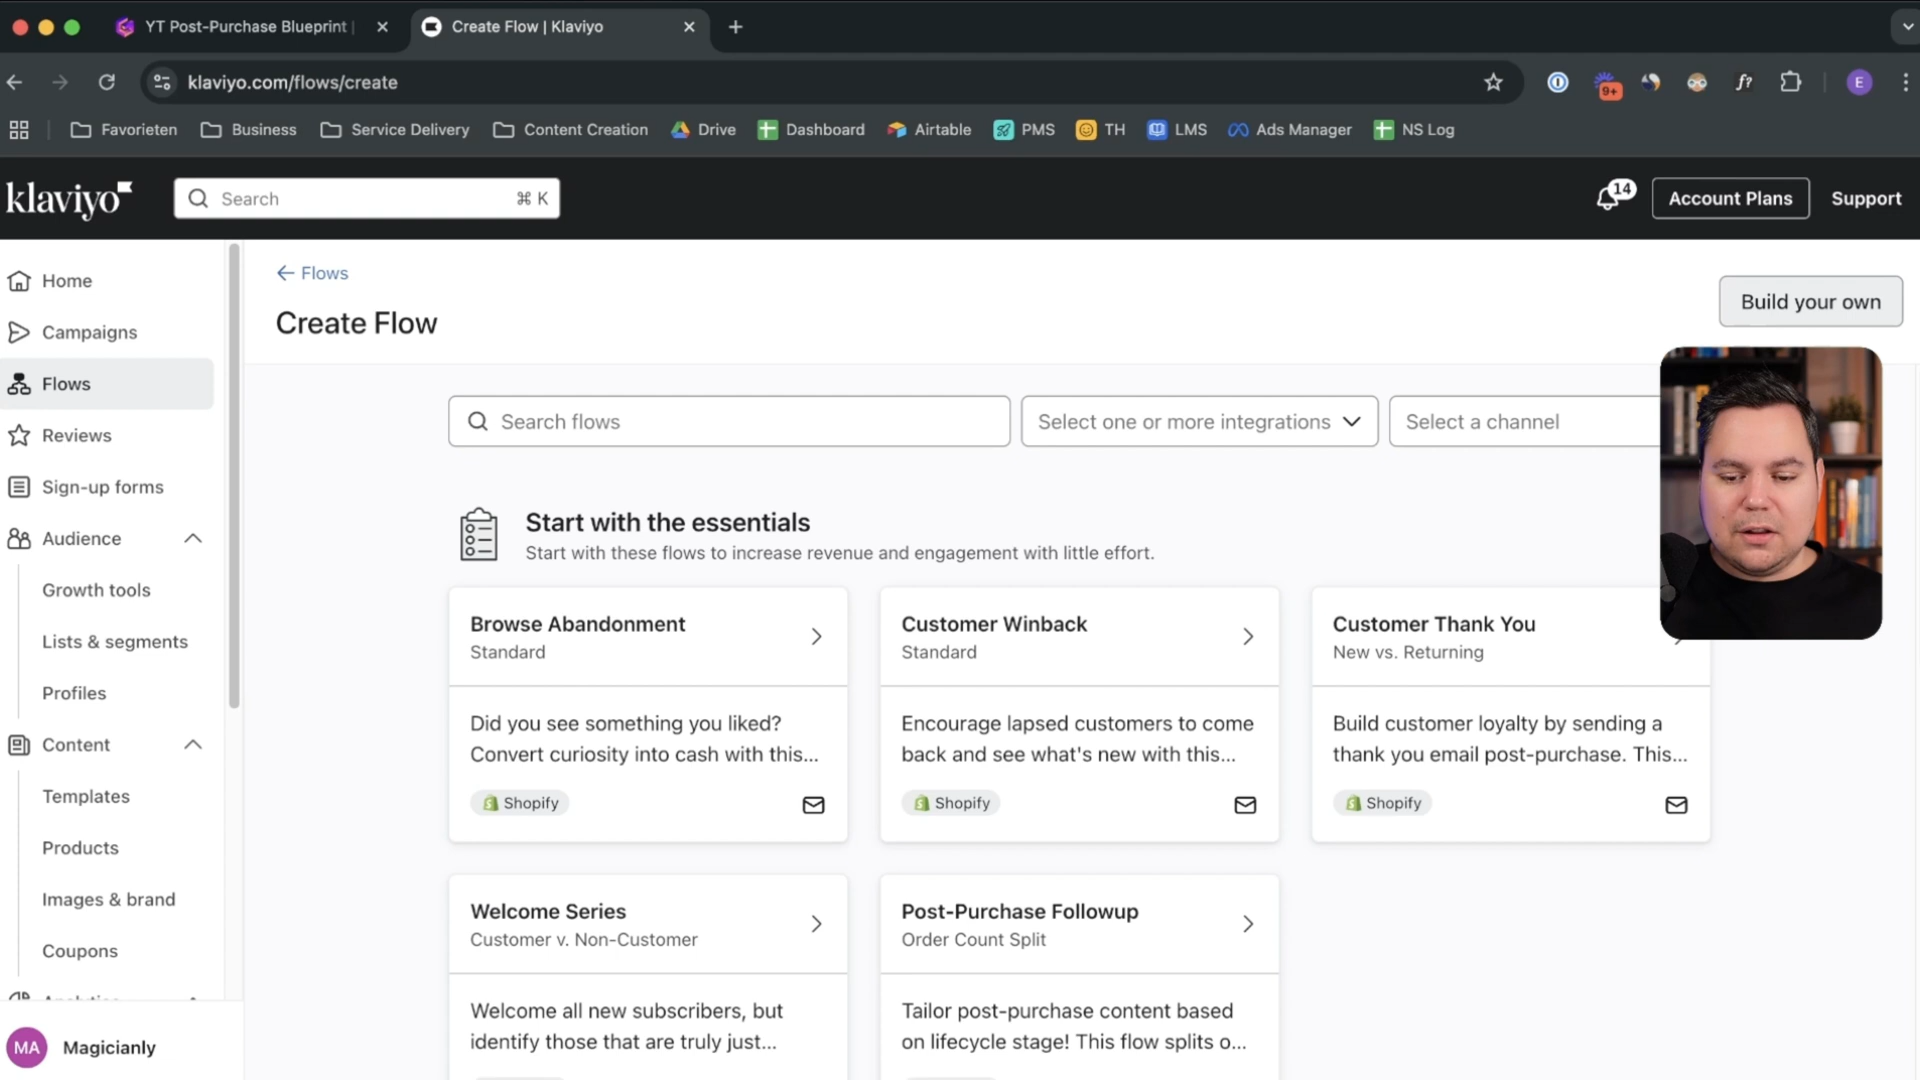 YT Post-Purchase Blueprint |
Create Flow | Klaviyo
klaviyo.com/flows/create
9+
f?
E
Favorieten
Business
Service Delivery
Content Creation
Drive
Dashboard
Airtable
PMS
TH
LMS
Ads Manager
NS Log
klaviyo
Search
⌘ K
14
Account Plans
Support
Home
Campaigns
Flows
Reviews
Sign-up forms
Audience
Growth tools
Lists & segments
Profiles
Content
Templates
Products
Images & brand
Coupons
MA
Magicianly
← Flows
Create Flow
Build your own
Search flows
Select one or more integrations
Select a channel
Start with the essentials
Start with these flows to increase revenue and engagement with little effort.
Browse Abandonment
Standard
Did you see something you liked?
Convert curiosity into cash with this...
Shopify
Customer Winback
Standard
Encourage lapsed customers to come
back and see what's new with this...
Shopify
Customer Thank You
New vs. Returning
Build customer loyalty by sending a
thank you email post-purchase. This...
Shopify
Welcome Series
Customer v. Non-Customer
Welcome all new subscribers, but
identify those that are truly just...
Post-Purchase Followup
Order Count Split
Tailor post-purchase content based
on lifecycle stage! This flow splits o...